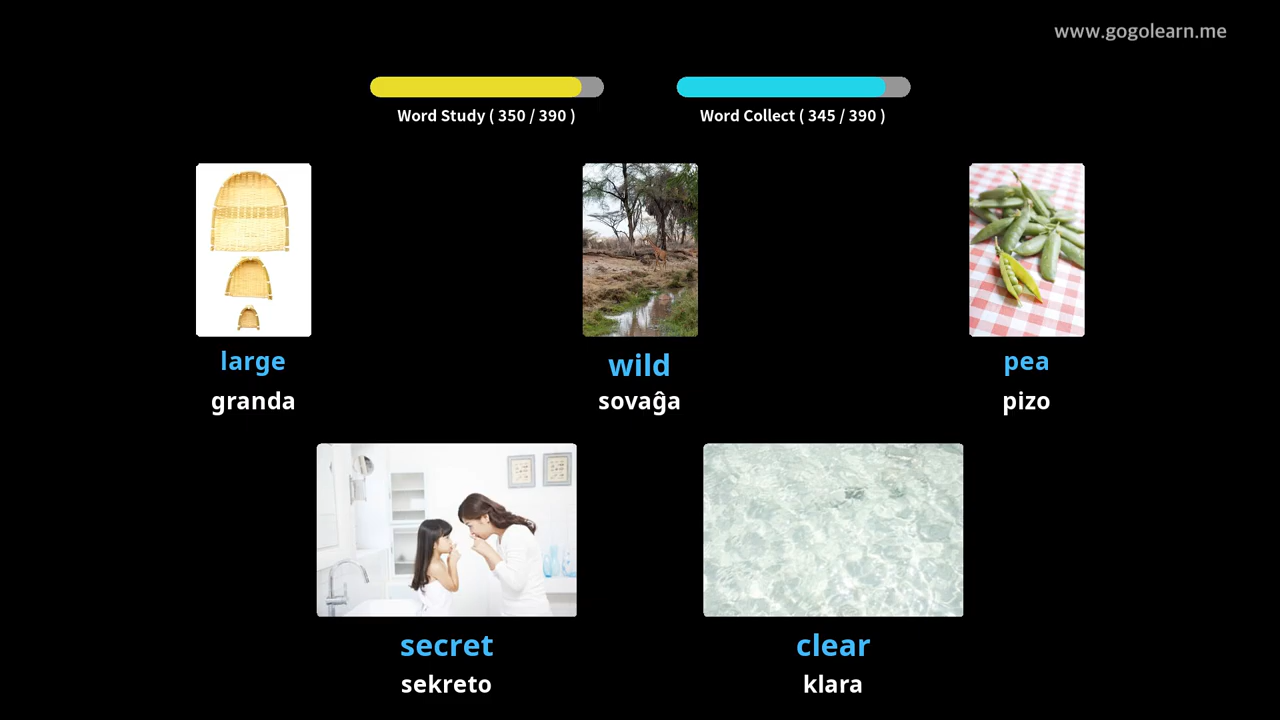 www.gogolearn.me
Word Study ( 350 / 390 )
Word Collect ( 345 / 390 )
large
granda
wild
sovaĝa
pea
pizo
secret
sekreto
clear
klara